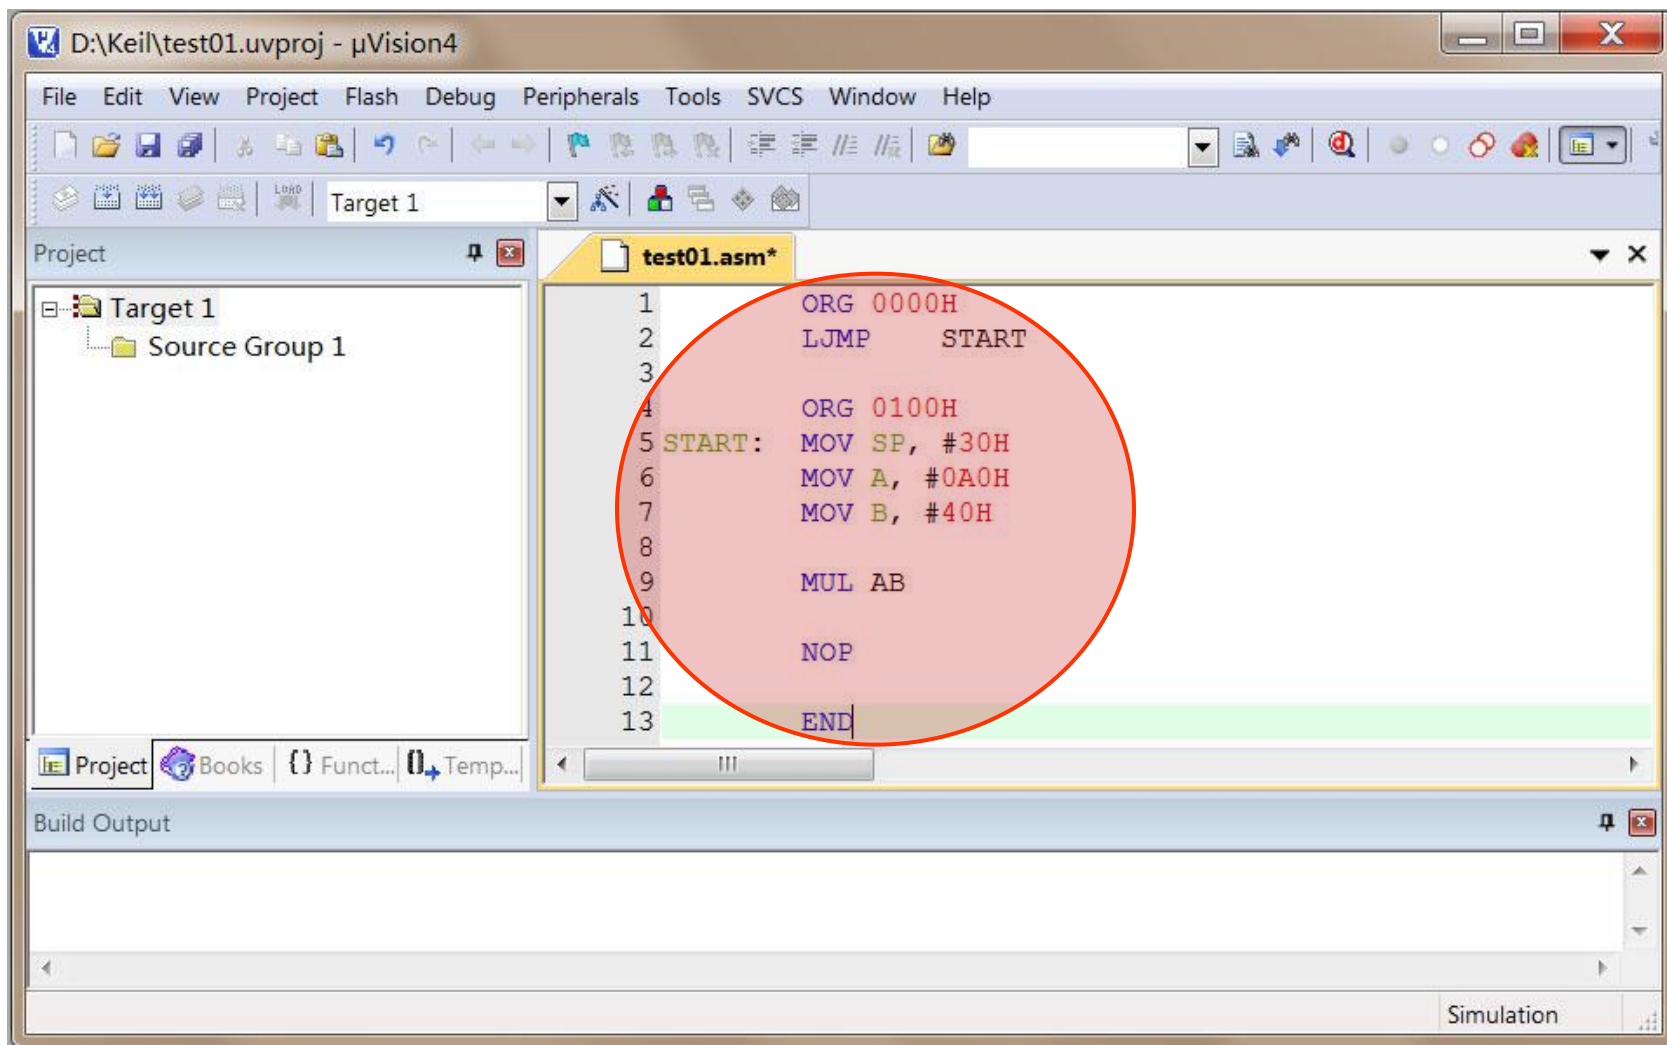 D:\Keil\test01.uvproj - µVision4
File Edit View Project Flash Debug Peripherals Tools SVCS Window Help
LOAD Target 1
Project
test01.asm*
Target 1
Source Group 1
1 ORG 0000H
2 LJMP START
3
4 ORG 0100H
5 START: MOV SP, #30H
6 MOV A, #0A0H
7 MOV B, #40H
8
9 MUL AB
10
11 NOP
12
13 END
Project Books {} Funct... Temp...
Build Output
Simulation